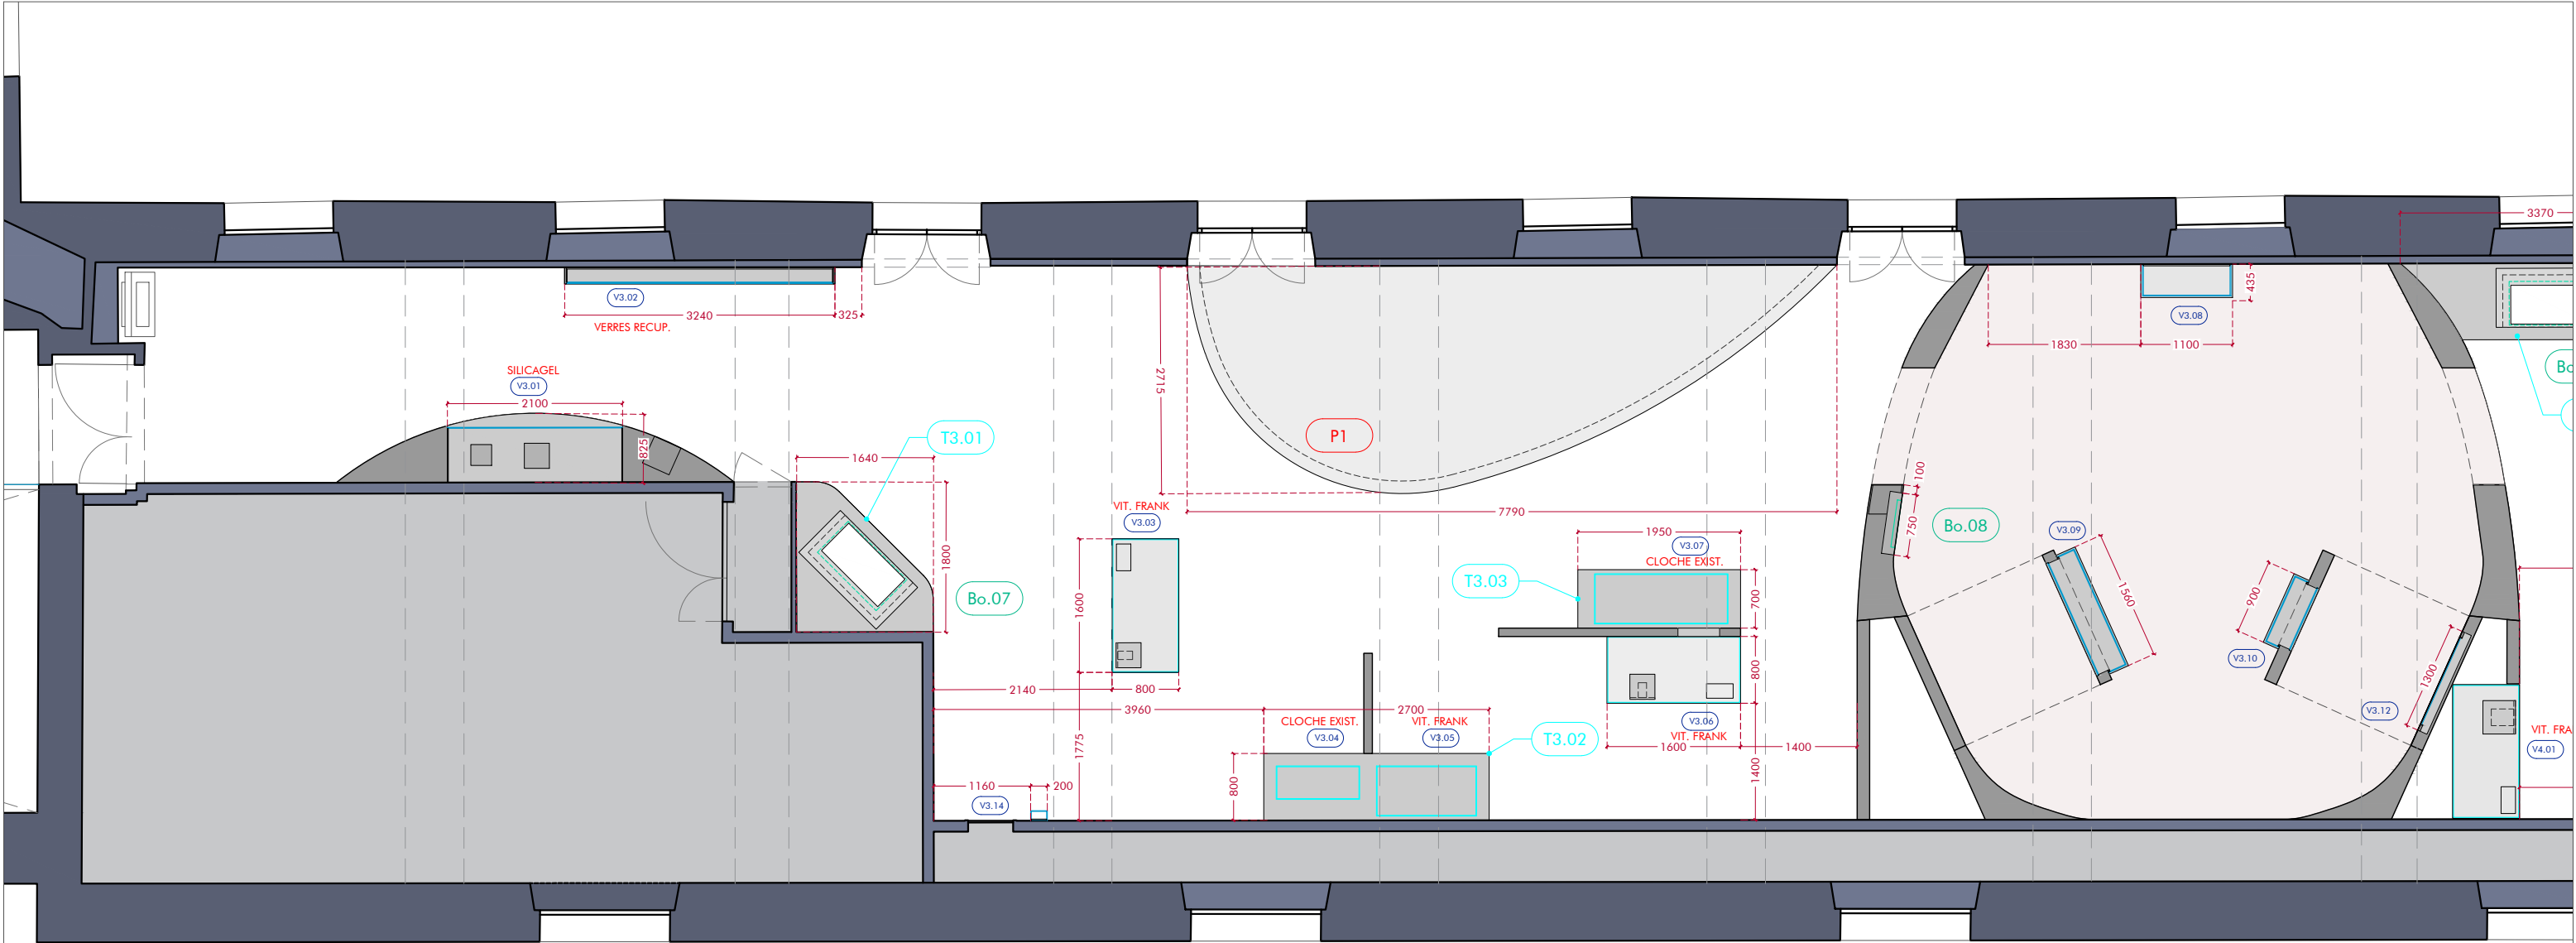 3370
V3.02
3240
325
VERRES RECUP.
V3.08
435
1830
1100
SILICAGEL
V3.01
2100
825
2715
P1
T3.01
1640
1800
Bo.07
VIT. FRANK
V3.03
1600
7790
1950
V3.07
CLOCHE EXIST.
T3.03
700
100
750
Bo.08
V3.09
1560
900
V3.10
1300
V3.12
2140
800
3960
2700
1775
CLOCHE EXIST.
VIT. FRANK
V3.04
V3.05
T3.02
800
V3.06
VIT. FRANK
1600
1400
800
1400
1160
200
V3.14
VIT. FRA
V4.01
Bo